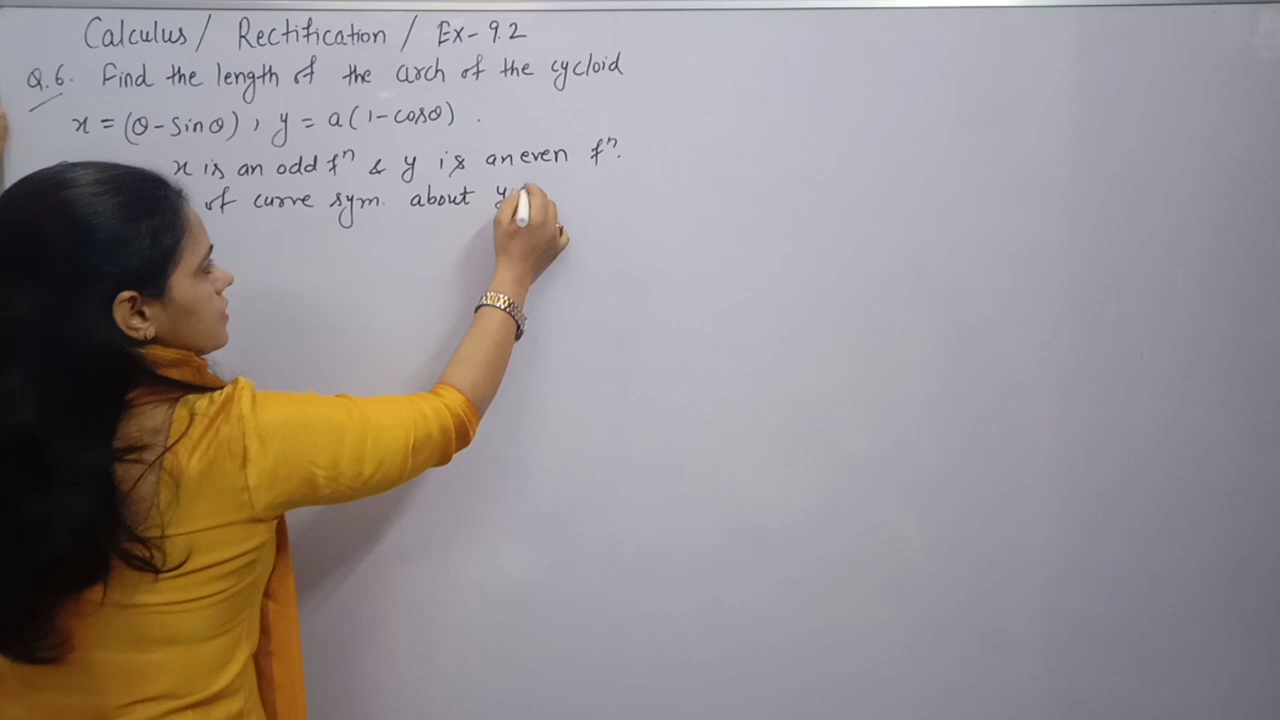 Calculus / Rectification / Ex-9.2
Q.6. Find the length of the arch of the cycloid
x = (θ - sinθ), y = a(1-cosθ).
x is an odd fⁿ & y is an even fⁿ.
of curve sym. about y